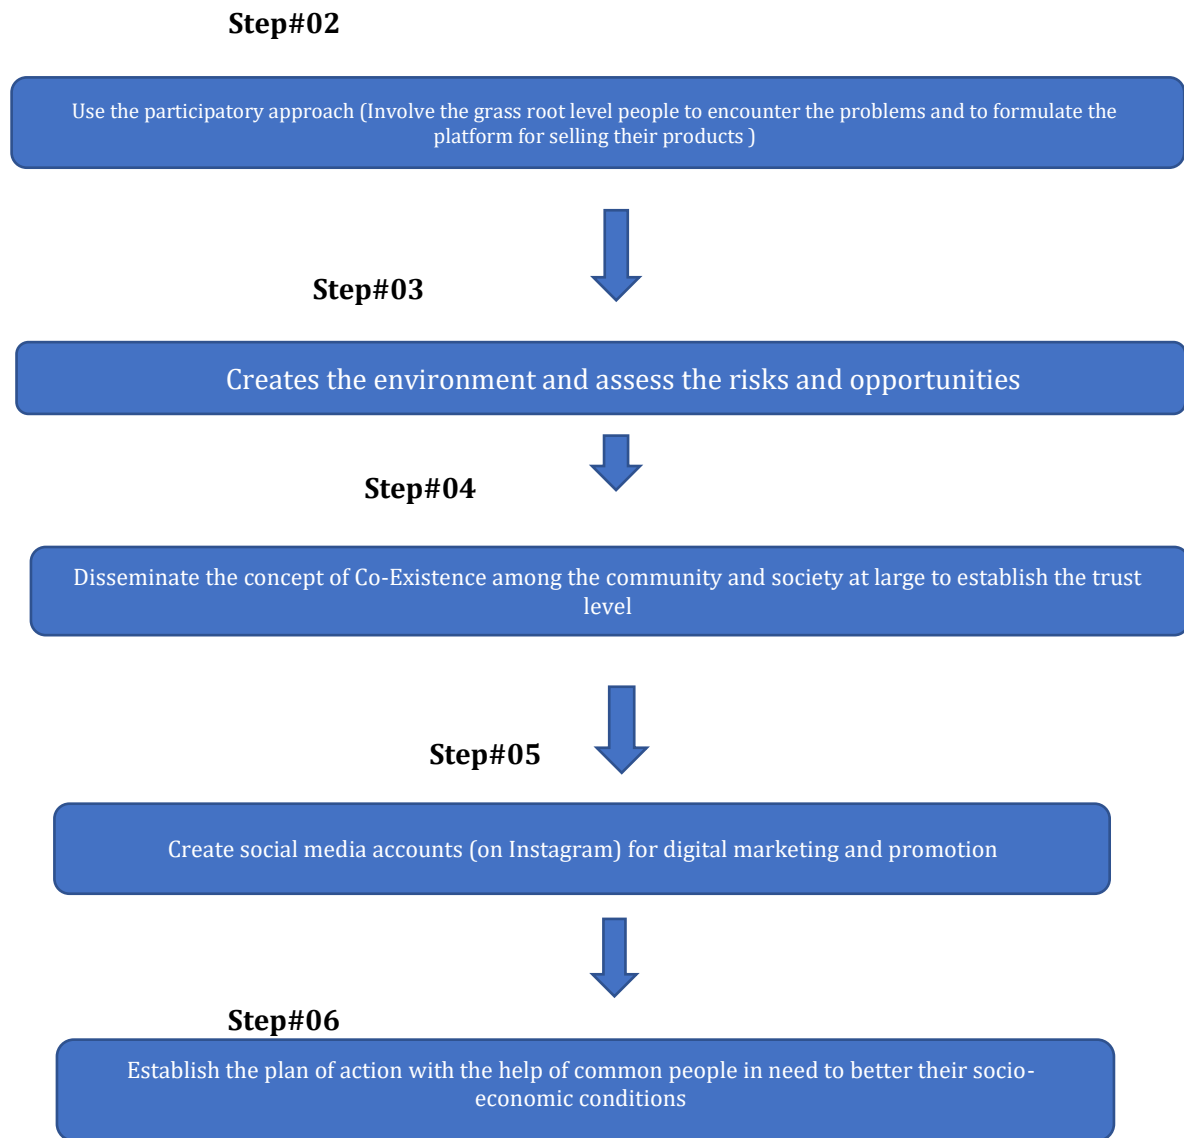 Step#02
Use the participatory approach (Involve the grass root level people to encounter the problems and to formulate the
platform for selling their products )
Step#03
Creates the environment and assess the risks and opportunities
Step#04
Disseminate the concept of Co-Existence among the community and society at large to establish the trust
level
Step#05
Create social media accounts (on Instagram) for digital marketing and promotion
Step#06
Establish the plan of action with the help of common people in need to better their socio-
economic conditions